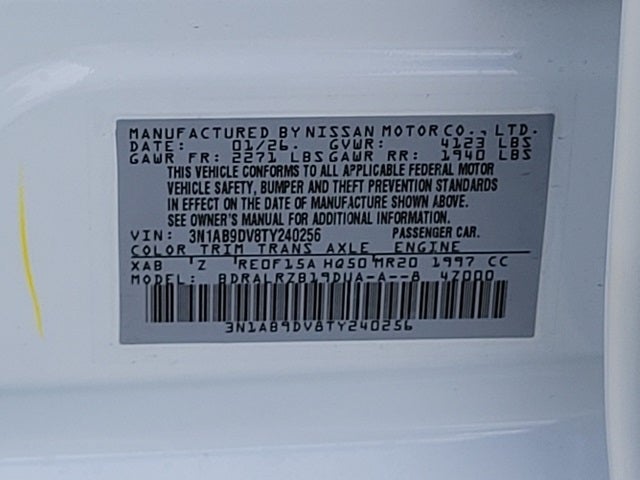 MANUFACTURED BY NISSAN MOTOR CO., LTD.
DATE: 01/26. GVWR: 4123 LBS
GAWR FR: 2271 LBS GAWR RR: 1940 LBS
THIS VEHICLE CONFORMS TO ALL APPLICABLE FEDERAL MOTOR
VEHICLE SAFETY, BUMPER AND THEFT PREVENTION STANDARDS
IN EFFECT ON THE DATE OF MANUFACTURE SHOWN ABOVE.
SEE OWNER'S MANUAL FOR ADDITIONAL INFORMATION.
VIN: 3N1AB9DV8TY240256 PASSENGER CAR.
COLOR TRIM TRANS AXLE ENGINE
XAB Z RE0F15A HQ50 MR20 1997 CC
MODEL: BDRALRZB19DUA-A--B 4Z000
3N1AB9DV8TY240256